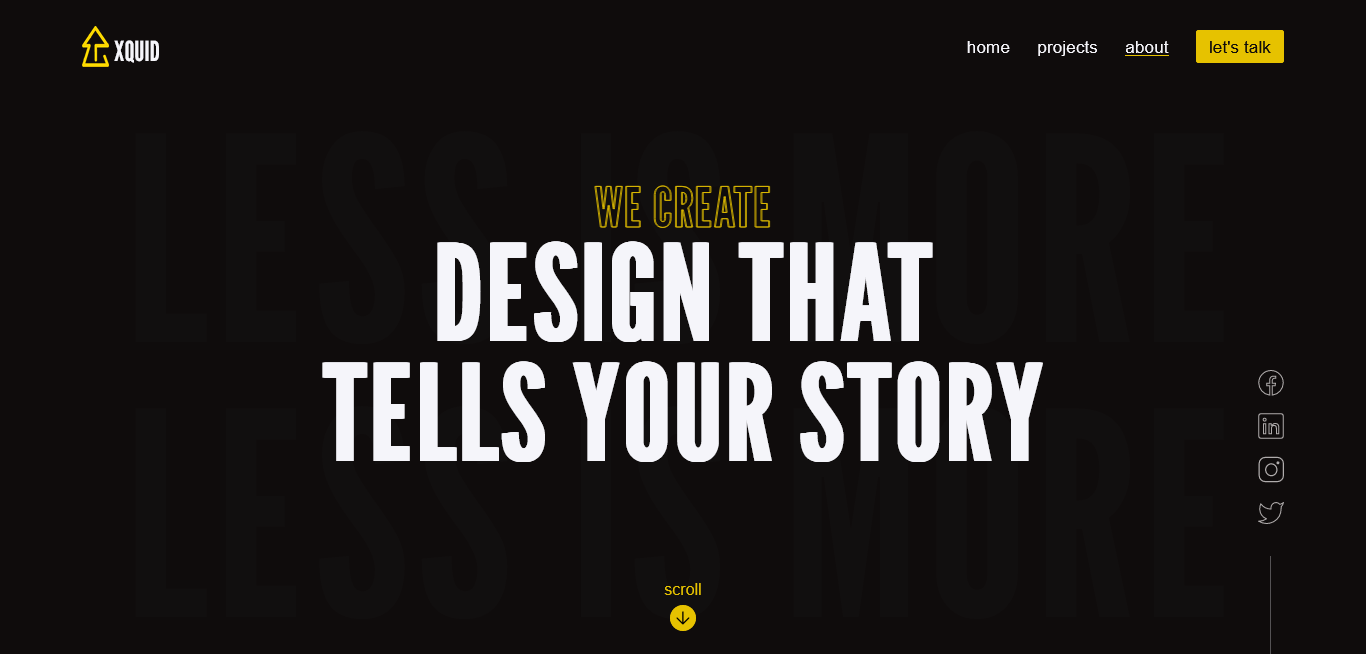 XQUID
home projects about let's talk
LESS IS MORE
WE CREATE
DESIGN THAT
TELLS YOUR STORY
LESS IS MORE
scroll